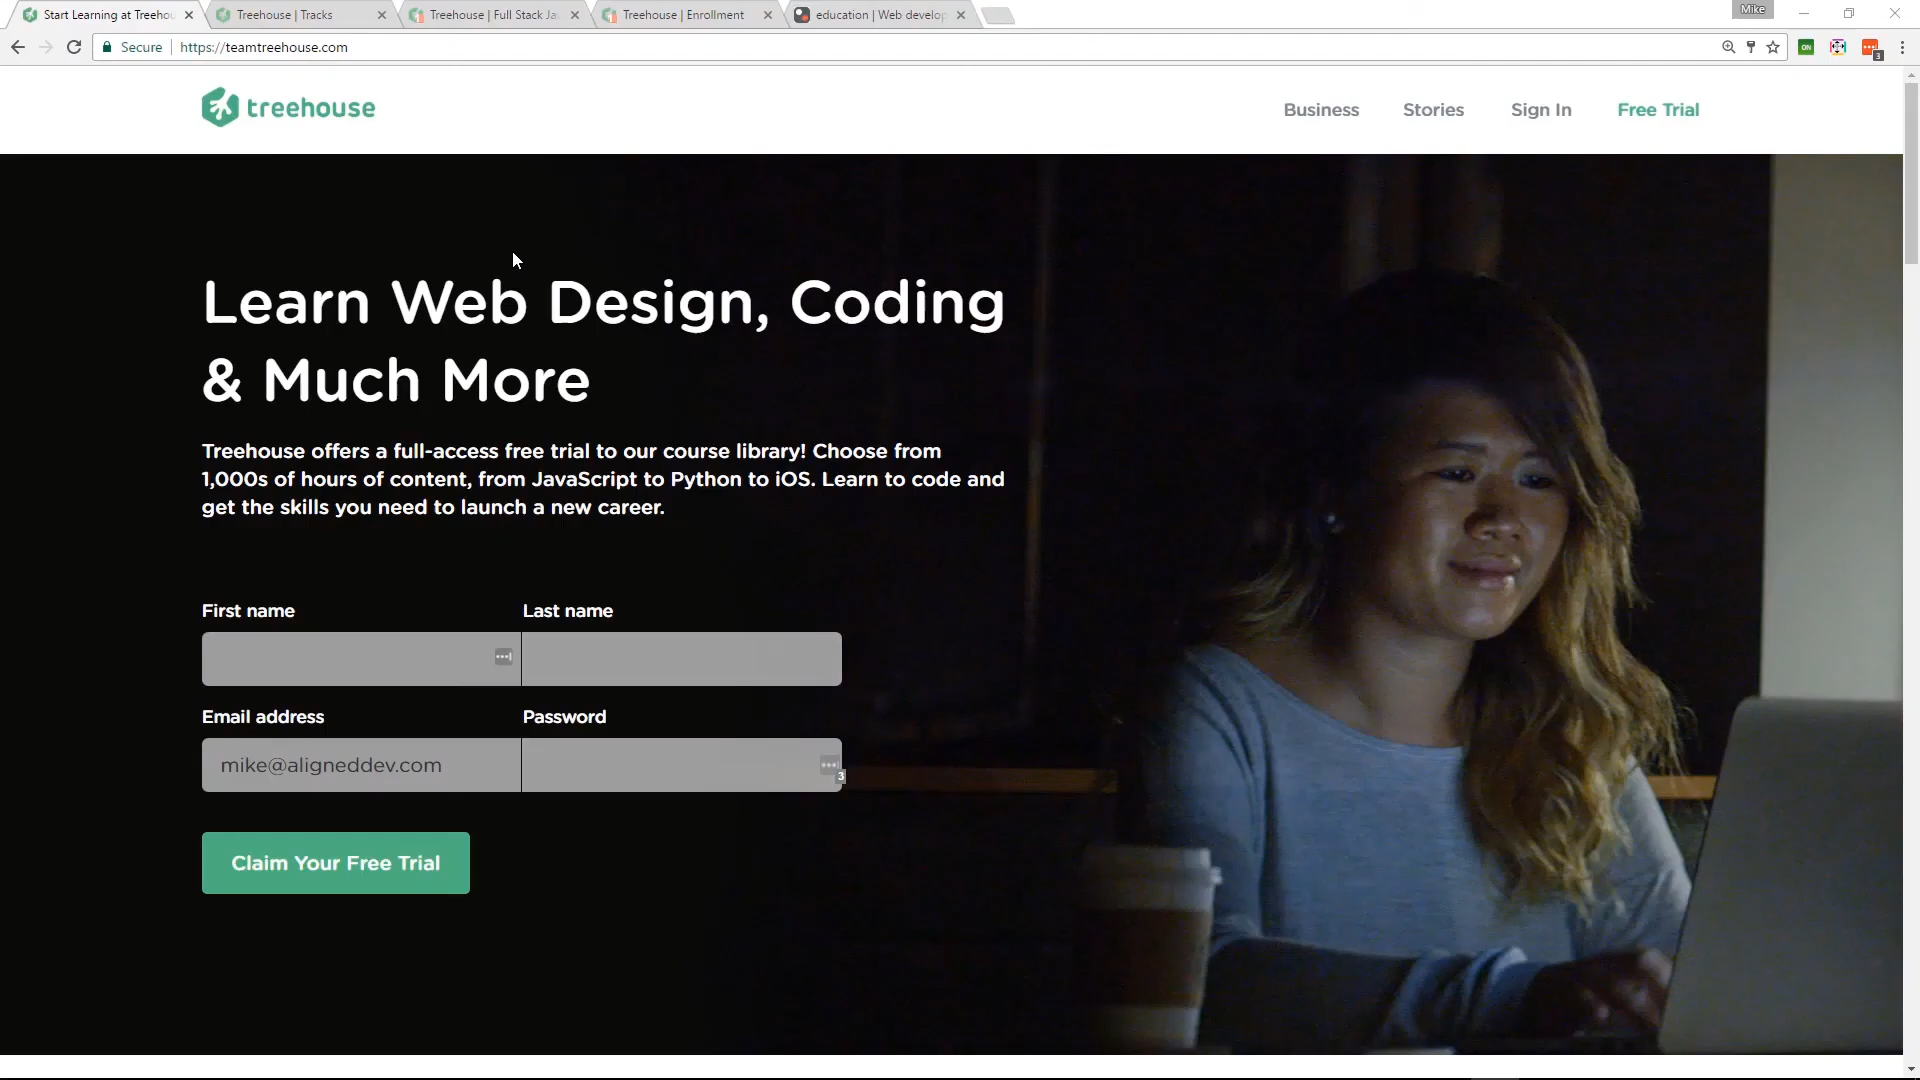 Start Learning at Treehou
Treehouse | Tracks
Treehouse | Full Stack Ja
Treehouse | Enrollment
education | Web develop
Mike
Secure
https://teamtreehouse.com
ON
3
treehouse
Business
Stories
Sign In
Free Trial
Learn Web Design, Coding
& Much More
Treehouse offers a full-access free trial to our course library! Choose from
1,000s of hours of content, from JavaScript to Python to iOS. Learn to code and
get the skills you need to launch a new career.
First name
Last name
Email address
Password
mike@aligneddev.com
3
Claim Your Free Trial